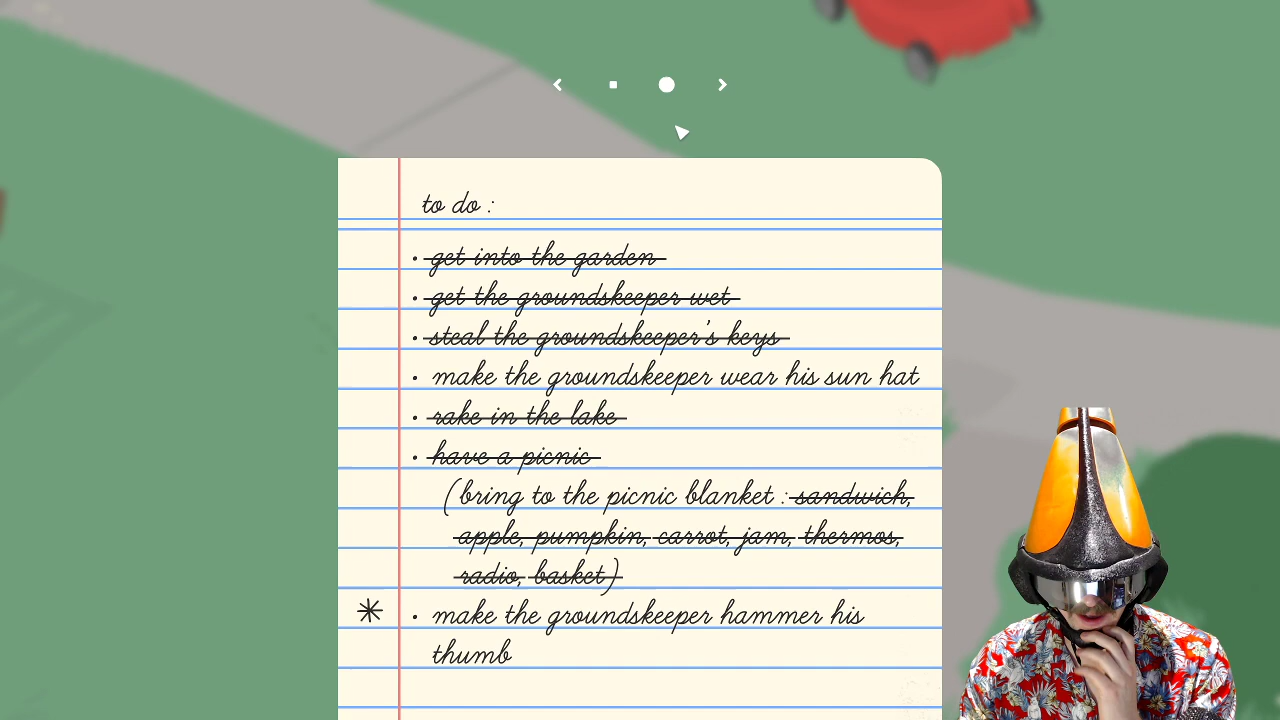 to do :
• get into the garden
• get the groundskeeper wet
• steal the groundskeeper's keys
• make the groundskeeper wear his sun hat
• rake in the lake
• have a picnic
(bring to the picnic blanket : sandwich,
apple, pumpkin, carrot, jam, thermos,
radio, basket)
• make the groundskeeper hammer his
thumb